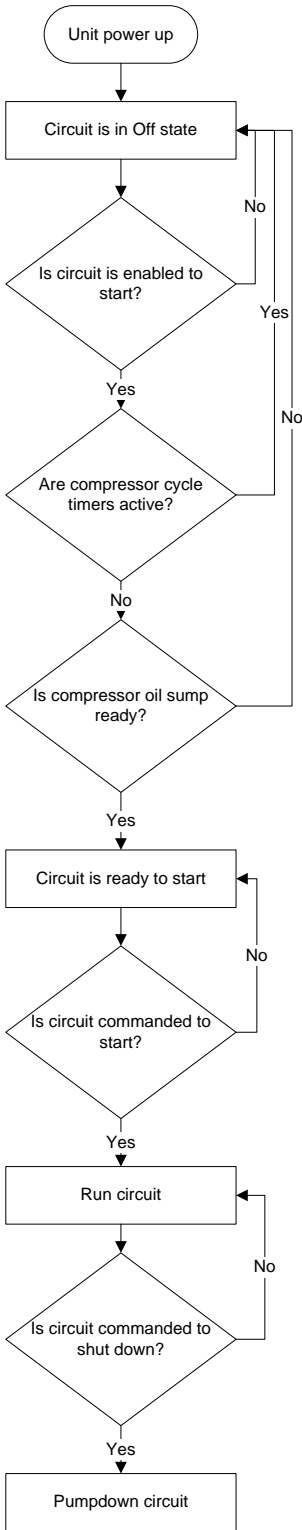 Unit power up
Circuit is in Off state
No
Is circuit is enabled to
start?
Yes
Yes
No
Are compressor cycle
timers active?
No
Is compressor oil sump
ready?
Yes
Circuit is ready to start
No
Is circuit commanded to
start?
Yes
Run circuit
No
Is circuit commanded to
shut down?
Yes
Pumpdown circuit